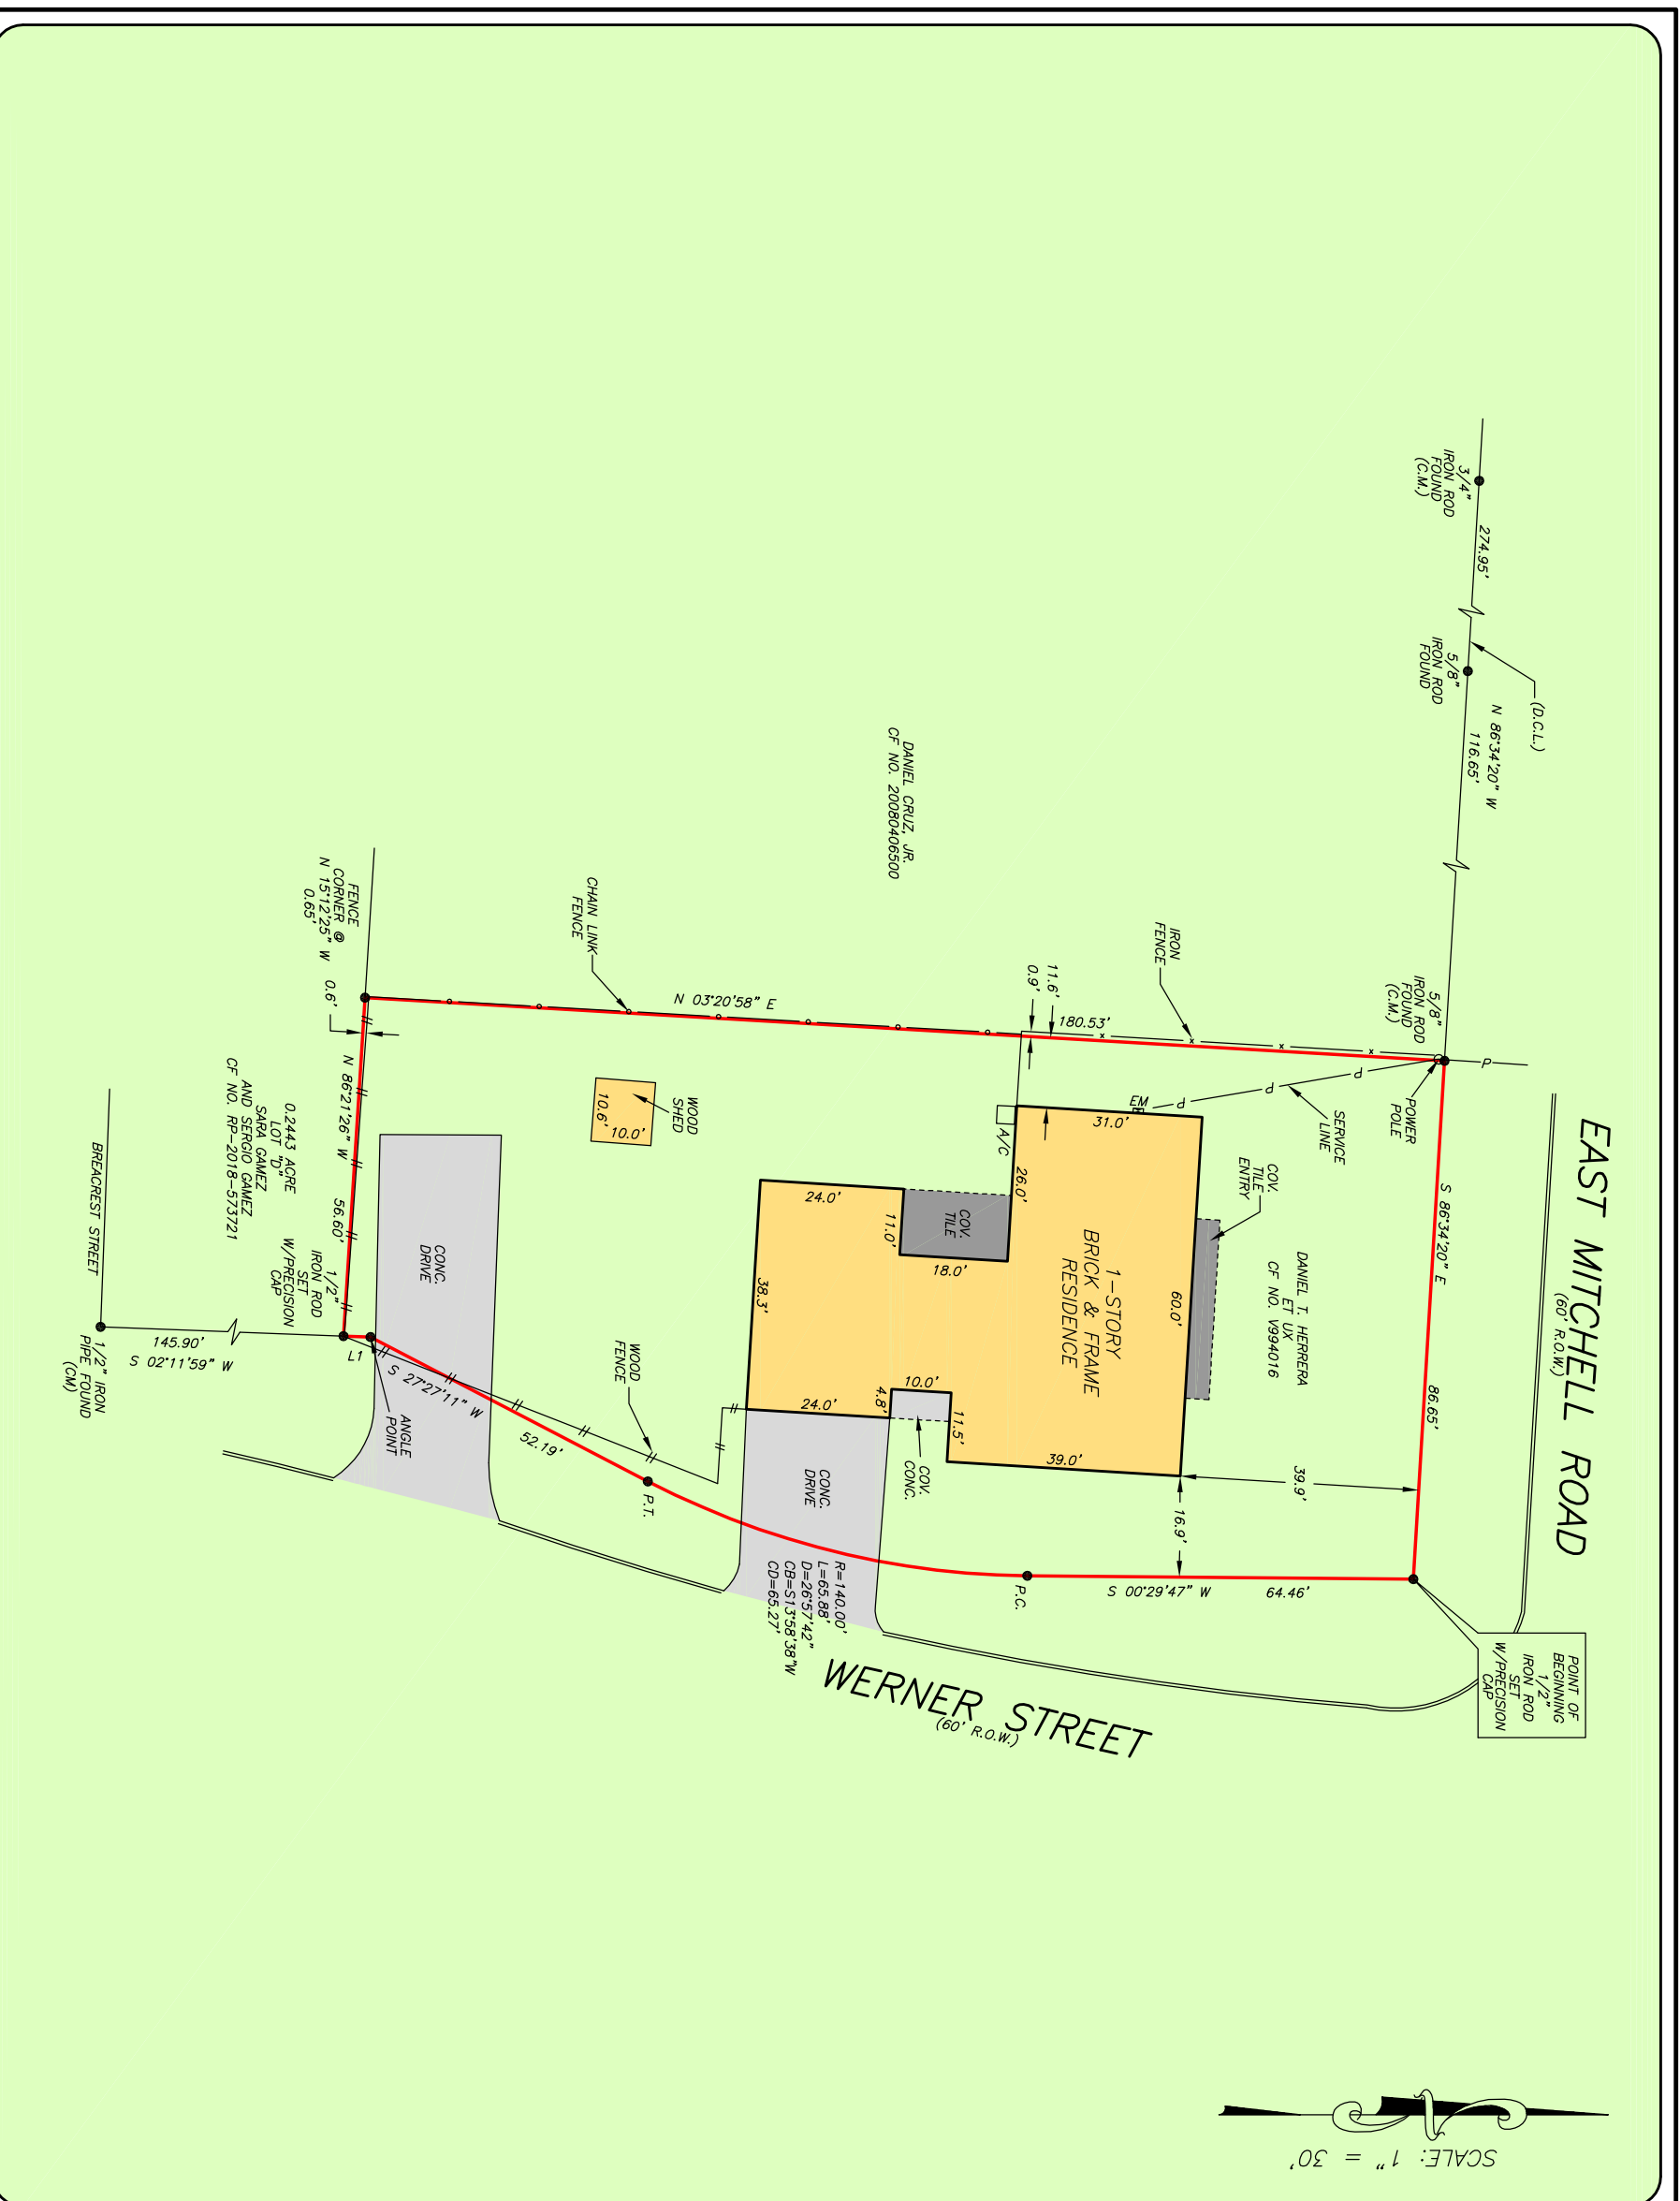 EAST MITCHELL ROAD
(60' R.O.W.)
POINT OF
BEGINNING
1/2"
IRON ROD
SET
W/PRECISION
CAP
(D.C.L.)
N 86°34'20" W
116.65'
274.95'
3/4"
IRON ROD
FOUND
(C.M.)
5/8"
IRON ROD
FOUND
5/8"
IRON ROD
FOUND
(C.M.)
P
S 86°34'20" E
86.65'
POWER
POLE
P
P
P
SERVICE
LINE
EM
COV.
TILE
ENTRY
DANIEL T. HERRERA
ET UX
CF NO. V994016
39.9'
16.9'
S 00°29'47" W
64.46'
P.C.
IRON
FENCE
11.6'
0.9'
180.53'
N 03°20'58" E
31.0'
60.0'
1-STORY
BRICK & FRAME
RESIDENCE
39.0'
26.0'
A/C
COV.
TILE
18.0'
11.0'
24.0'
38.3'
24.0'
10.0'
4.8'
11.5'
COV.
CONC.
CONC.
DRIVE
R=140.00'
L=65.88'
D=26°57'42"
CB=S13°58'38"W
CD=65.27'
WERNER STREET
(60' R.O.W.)
DANIEL CRUZ, JR.
CF NO. 20080406500
CHAIN LINK
FENCE
WOOD
SHED
10.6'
10.0'
WOOD
FENCE
P.T.
52.19'
S 27°27'11" W
CONC.
DRIVE
ANGLE
POINT
L1
FENCE
CORNER @
N 15°12'25" W
0.65'
0.6'
N 86°21'26" W
56.60'
1/2"
IRON ROD
SET
W/PRECISION
CAP
0.2443 ACRE
LOT "D"
SARA GAMEZ
AND SERGIO GAMEZ
CF NO. RP-2018-573721
145.90'
S 02°11'59" W
BREACREST STREET
1/2" IRON
PIPE FOUND
(CM)
SCALE: 1" = 30'